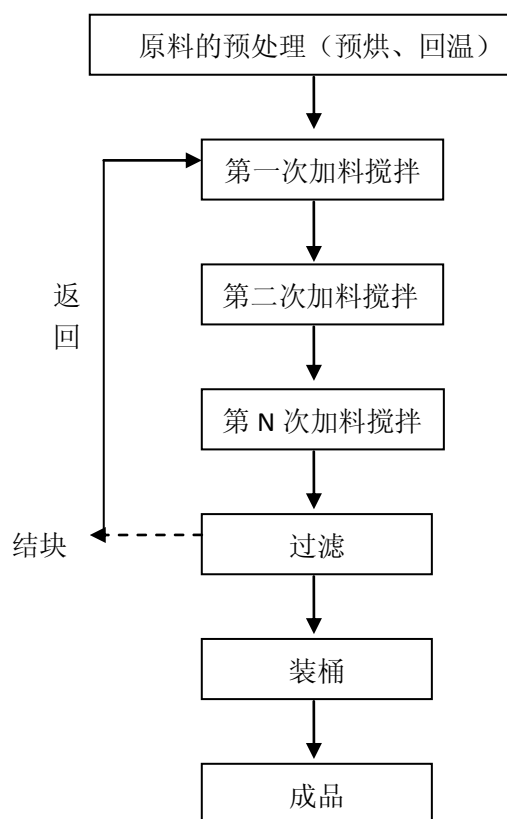 原料的预处理（预烘、回温）
第一次加料搅拌
第二次加料搅拌
返
回
第 N 次加料搅拌
结块
过滤
装桶
成品